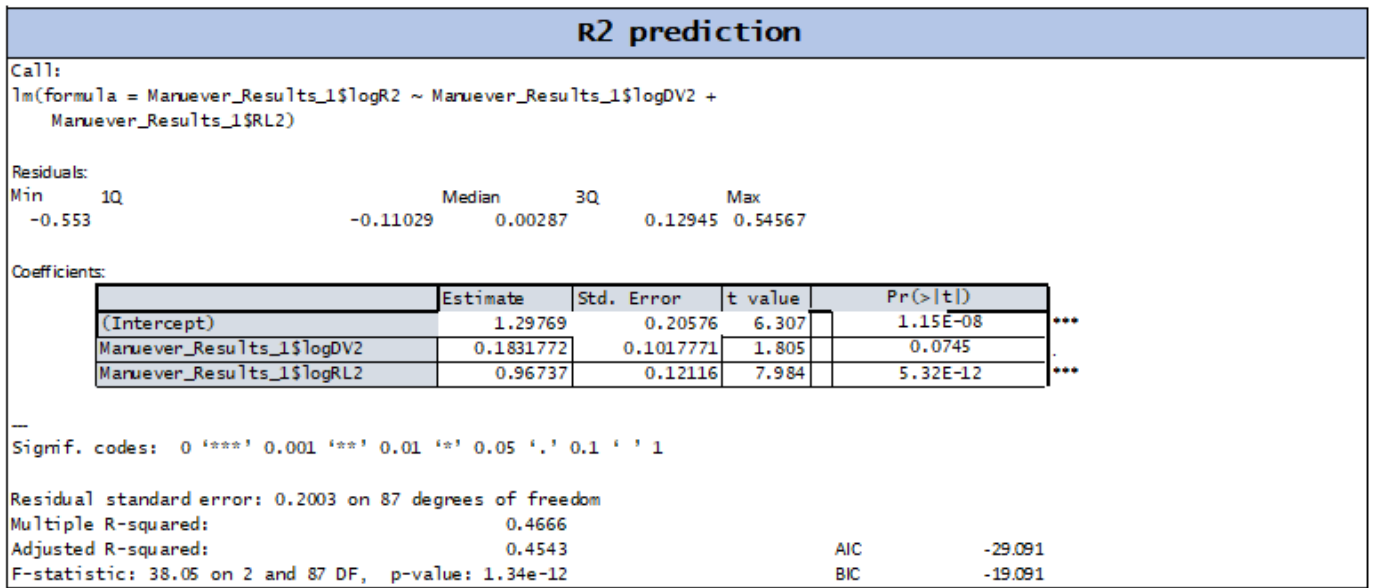 R2 prediction
Call:
lm(formula = Manuever_Results_1$logR2 ~ Manuever_Results_1$logDV2 +
Manuever_Results_1$RL2)
Residuals:
Min 1Q Median 3Q Max
-0.553 -0.11029 0.00287 0.12945 0.54567
Coefficients:
Estimate Std. Error t value Pr(>|t|)
(Intercept) 1.29769 0.20576 6.307 1.15E-08 ***
Manuever_Results_1$logDV2 0.1831772 0.1017771 1.805 0.0745 .
Manuever_Results_1$logRL2 0.96737 0.12116 7.984 5.32E-12 ***
---
Signif. codes: 0 ‘***’ 0.001 ‘**’ 0.01 ‘*’ 0.05 ‘.’ 0.1 ‘ ’ 1
Residual standard error: 0.2003 on 87 degrees of freedom
Multiple R-squared: 0.4666
Adjusted R-squared: 0.4543 AIC -29.091
F-statistic: 38.05 on 2 and 87 DF, p-value: 1.34e-12 BIC -19.091